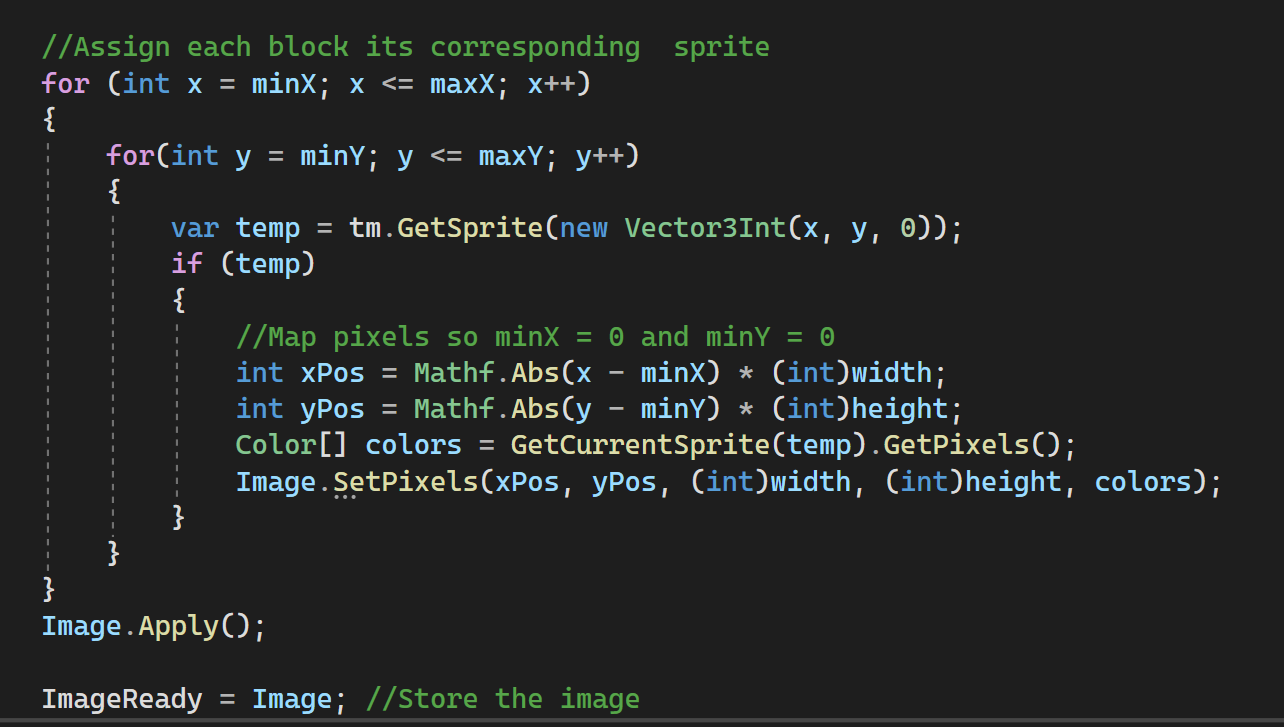 //Assign each block its corresponding  sprite
for (int x = minX; x <= maxX; x++)
{
    for(int y = minY; y <= maxY; y++)
    {
        var temp = tm.GetSprite(new Vector3Int(x, y, 0));
        if (temp)
        {
            //Map pixels so minX = 0 and minY = 0
            int xPos = Mathf.Abs(x - minX) * (int)width;
            int yPos = Mathf.Abs(y - minY) * (int)height;
            Color[] colors = GetCurrentSprite(temp).GetPixels();
            Image.SetPixels(xPos, yPos, (int)width, (int)height, colors);
        }
    }
}
Image.Apply();
ImageReady = Image; //Store the image